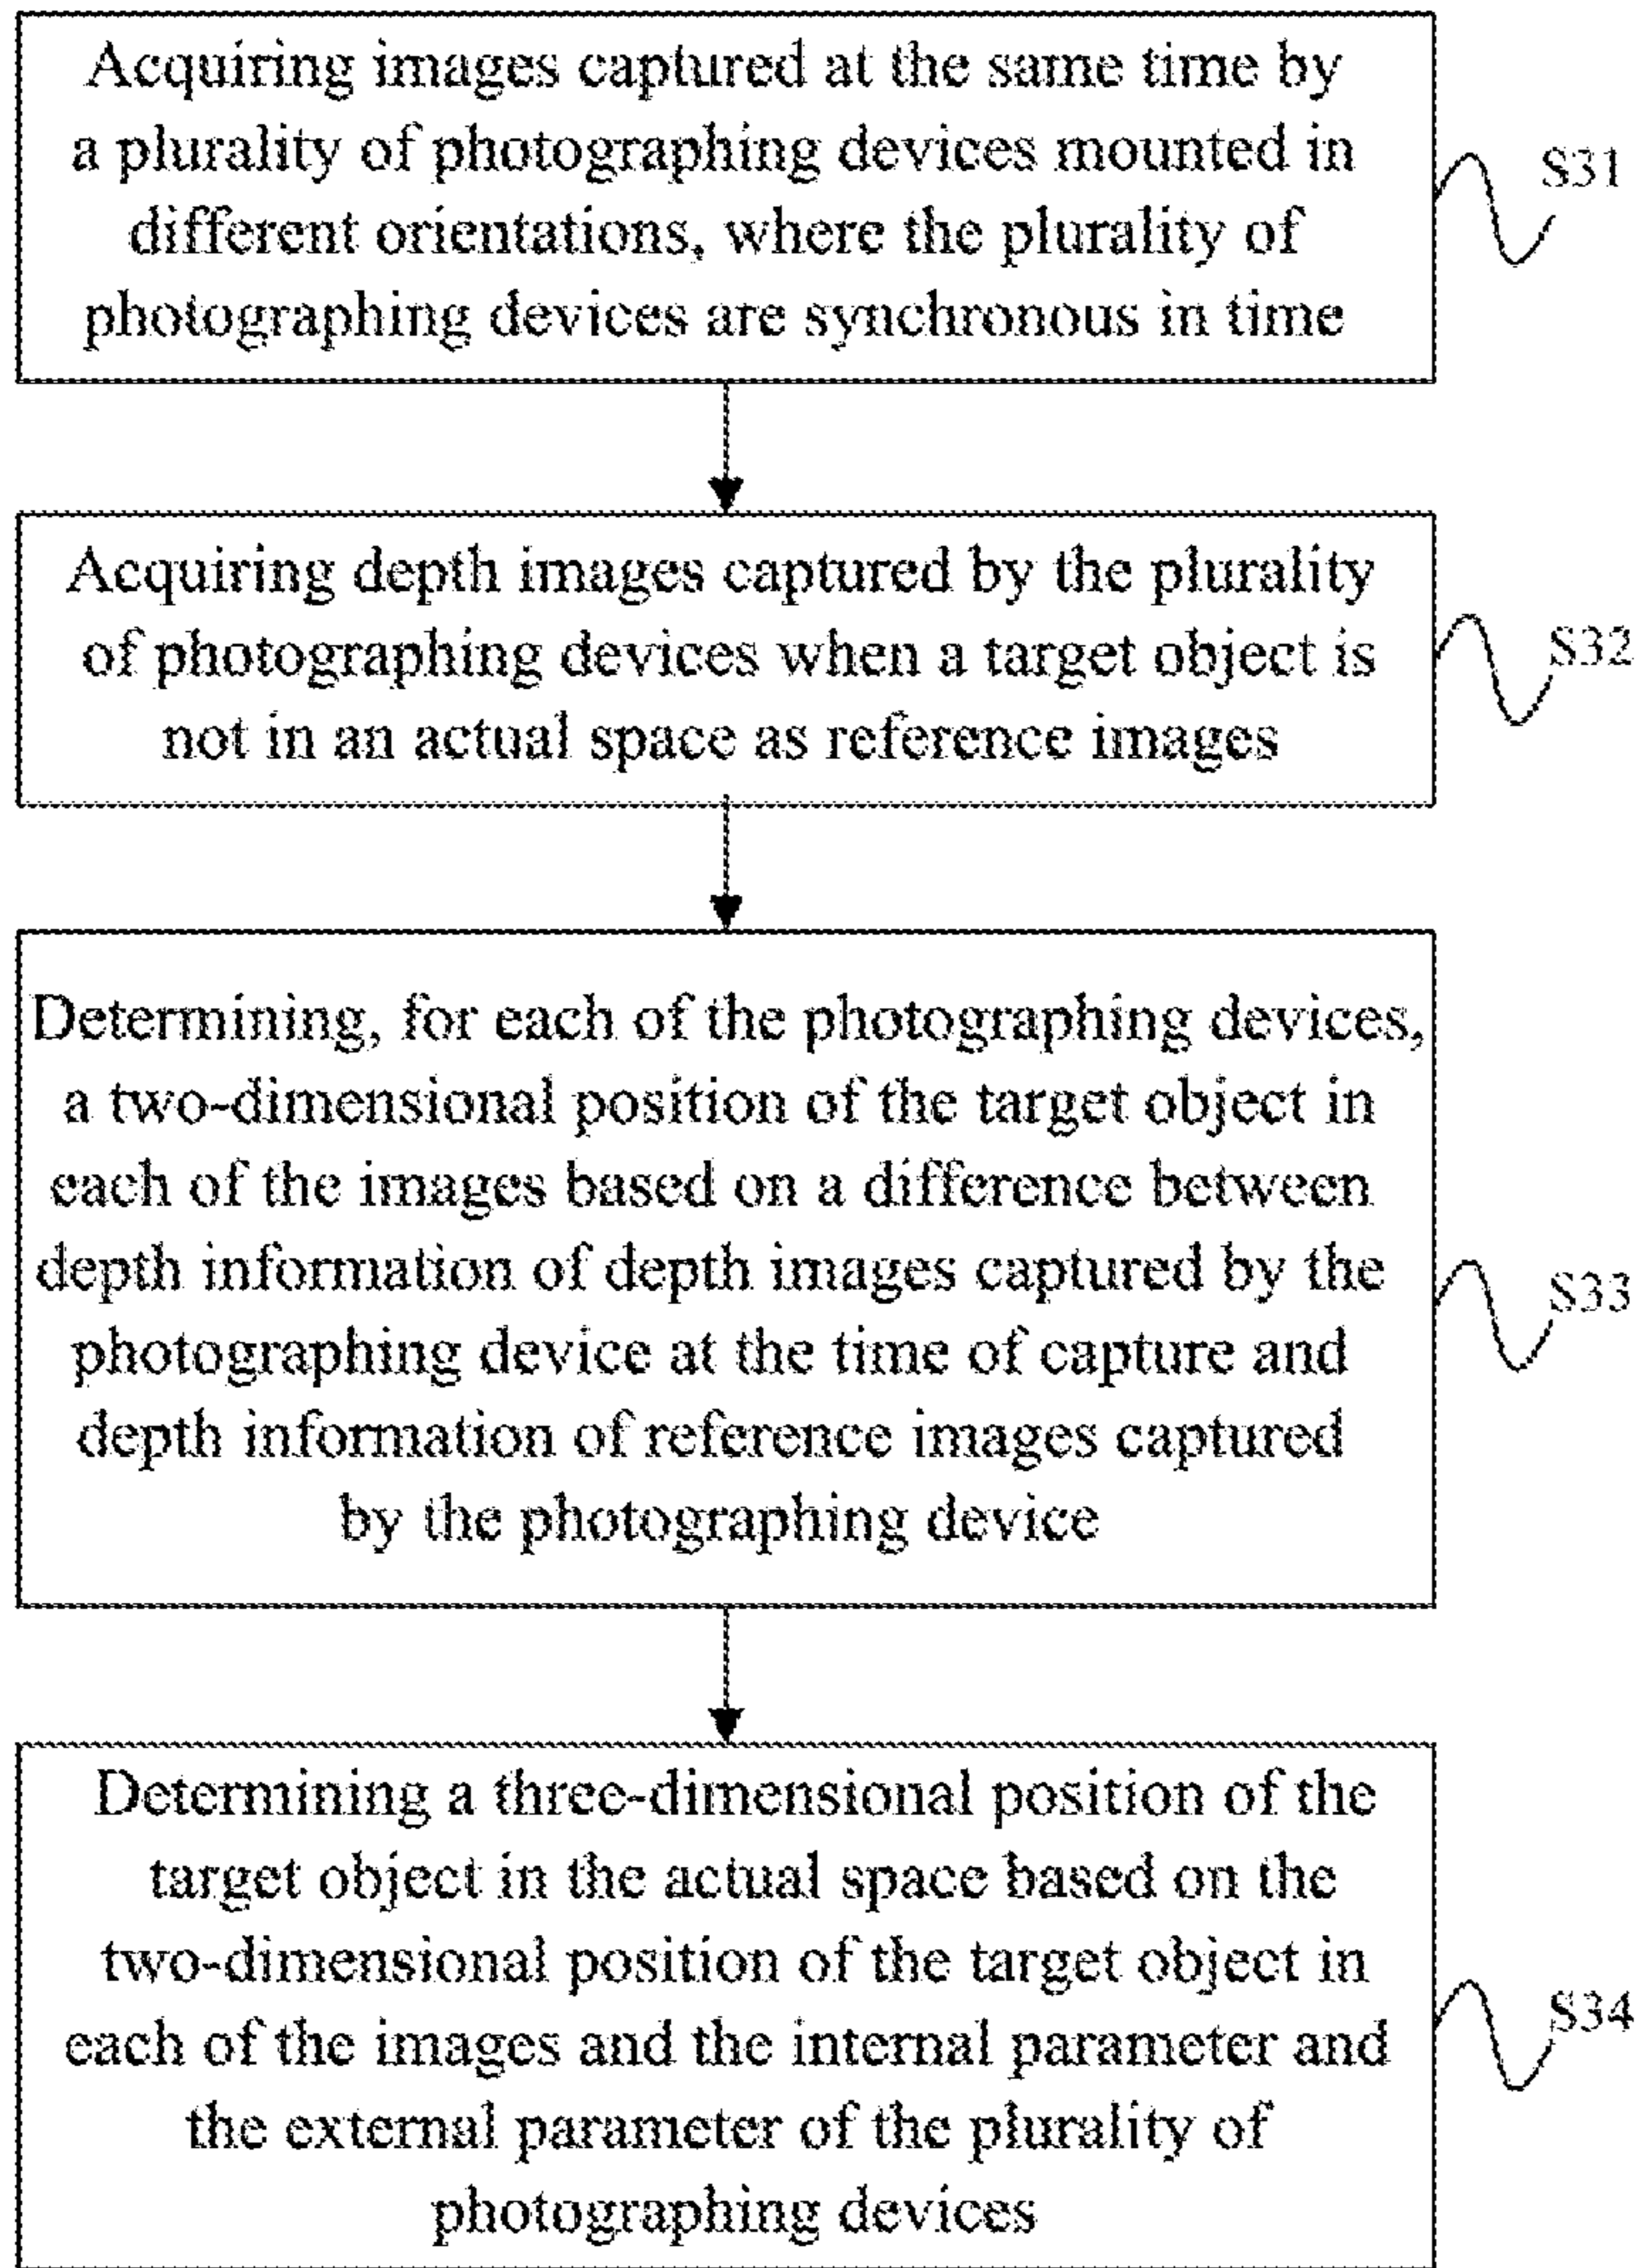 Acquiring images captured at the same time by
a plurality of photographing devices mounted in
different orientations, where the plurality of
photographing devices are synchronous in time
S31
Acquiring depth images captured by the plurality
of photographing devices when a target object is
not in an actual space as reference images
S32
Determining, for each of the photographing devices,
a two-dimensional position of the target object in
each of the images based on a difference between
depth information of depth images captured by the
photographing device at the time of capture and
depth information of reference images captured
by the photographing device
S33
Determining a three-dimensional position of the
target object in the actual space based on the
two-dimensional position of the target object in
each of the images and the internal parameter and
the external parameter of the plurality of
photographing devices
S34